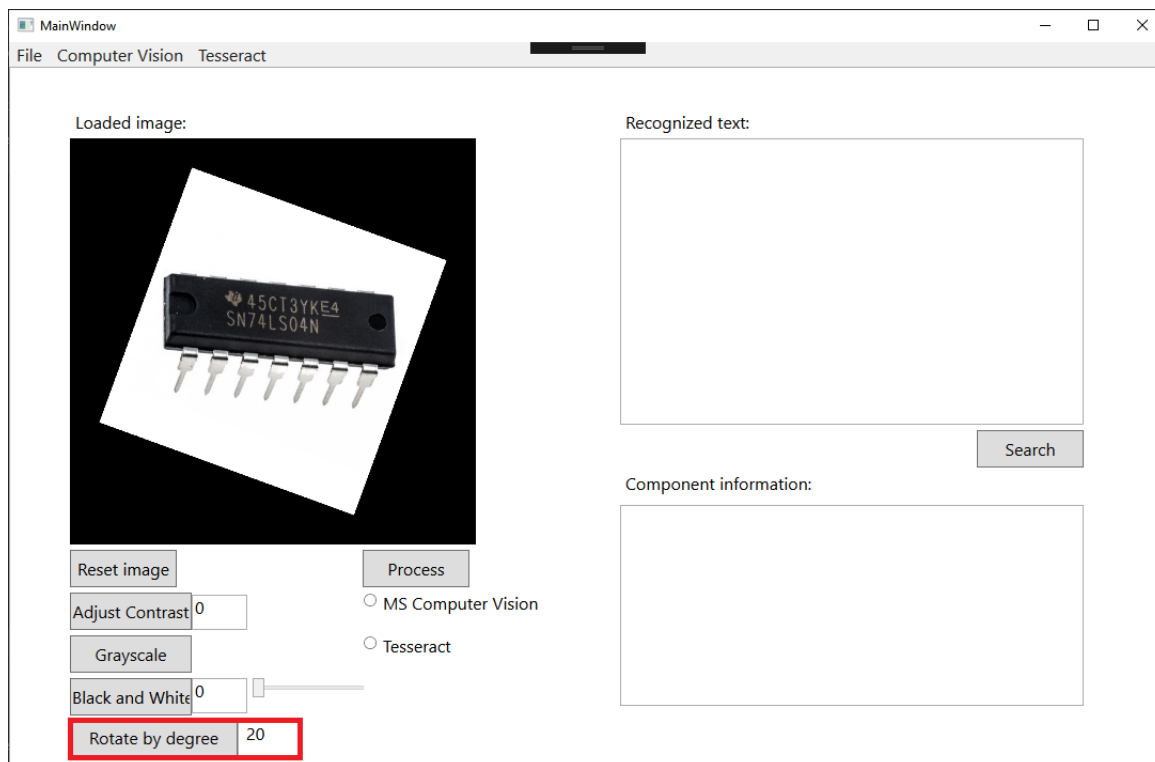 MainWindow
File Computer Vision Tesseract
Loaded image:
45CT3YKE4
SN74LS04N
Reset image
Process
Adjust Contrast 0
MS Computer Vision
Grayscale
Tesseract
Black and White 0
Rotate by degree 20
Recognized text:
Search
Component information: